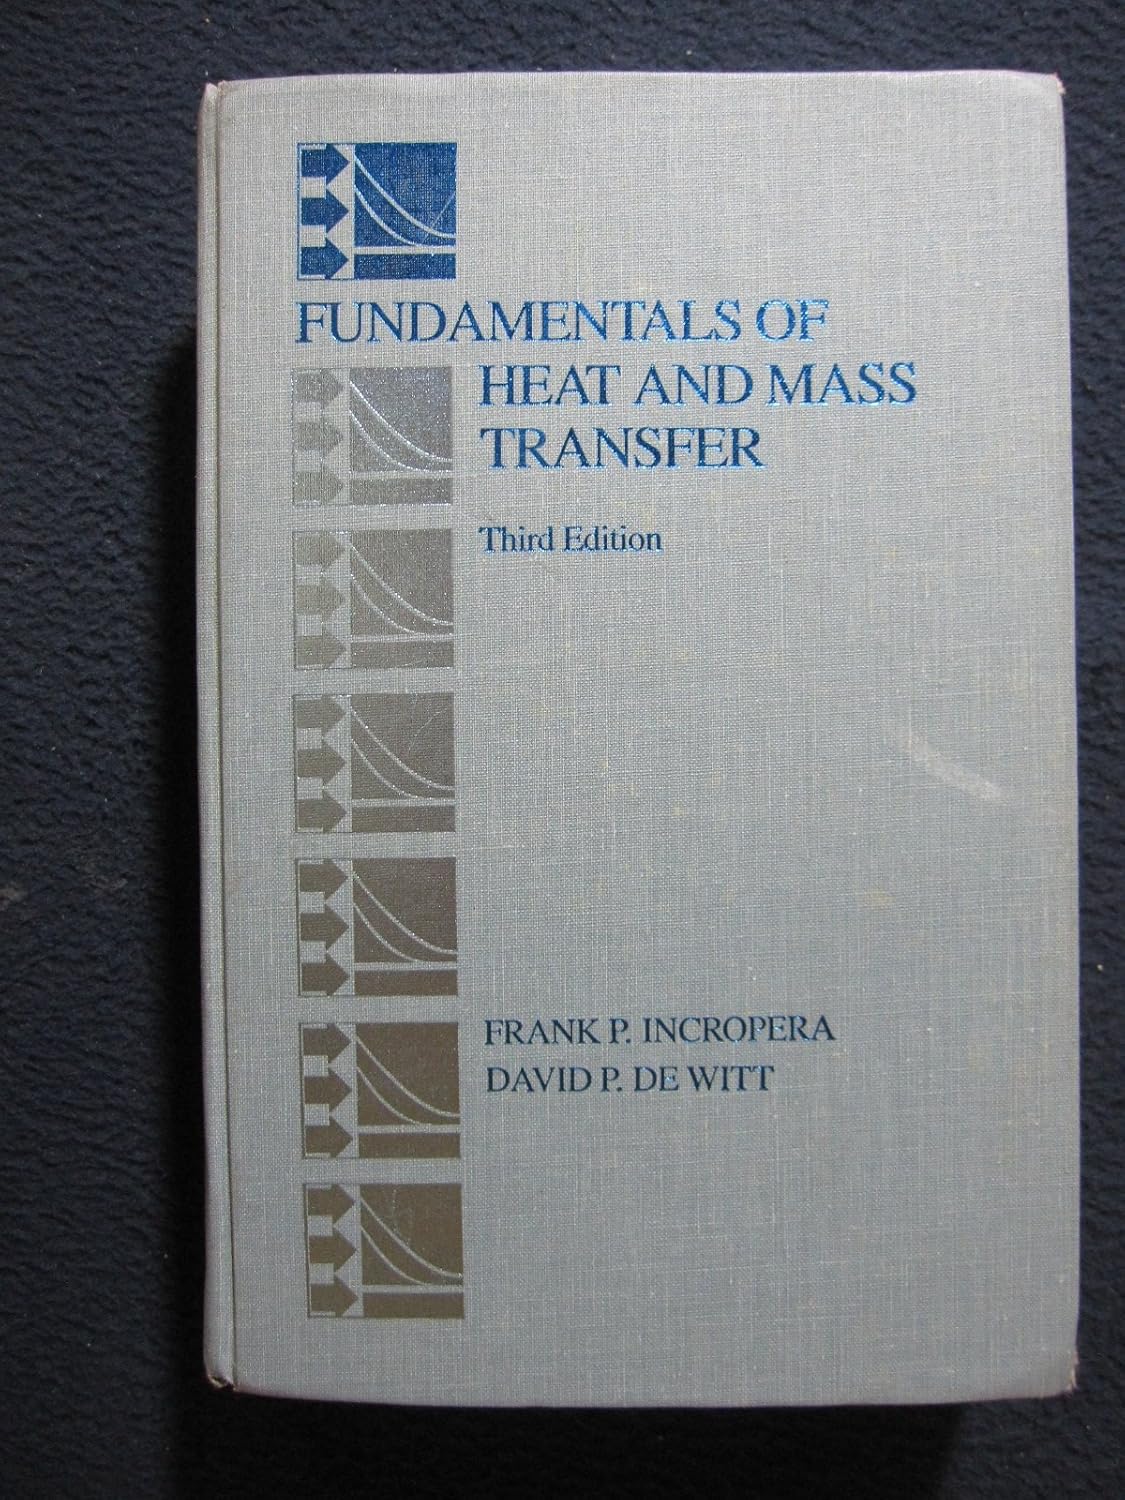 FUNDAMENTALS OF
HEAT AND MASS
TRANSFER
Third Edition
FRANK P. INCROPERA
DAVID P. DE WITT